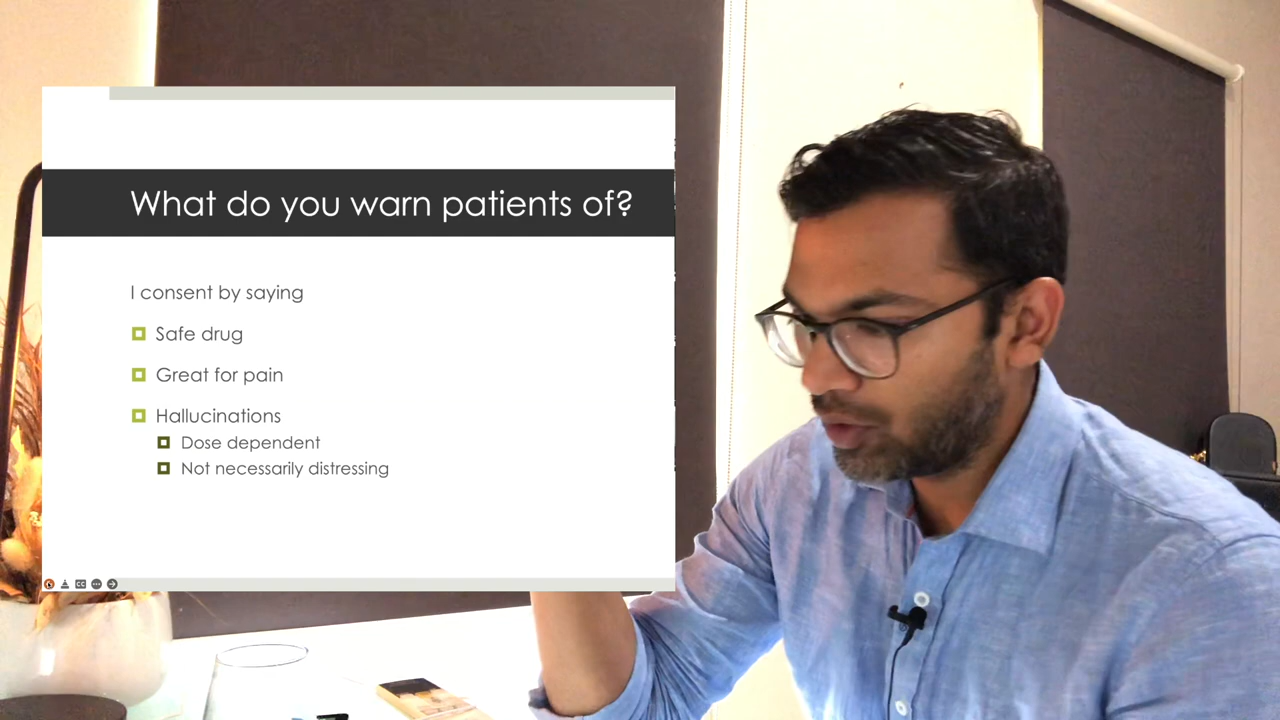 What do you warn patients of?
I consent by saying
Safe drug
Great for pain
Hallucinations
Dose dependent
Not necessarily distressing
CC